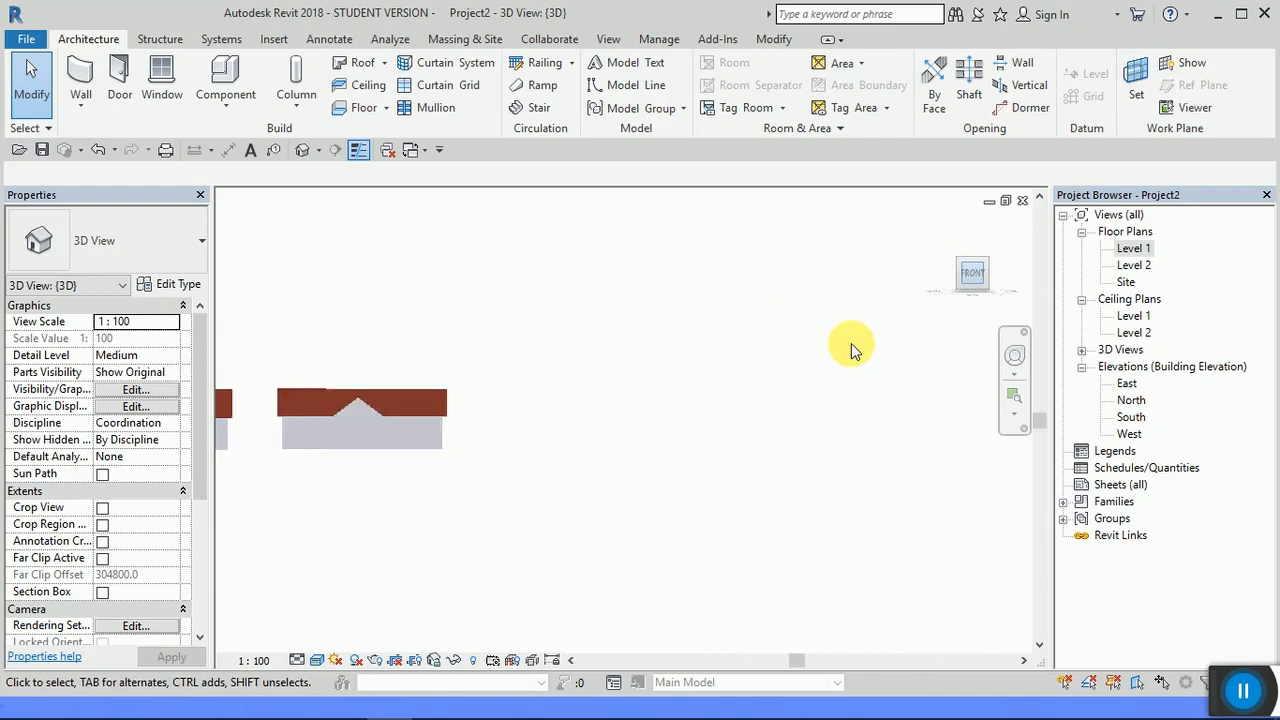 Autodesk Revit 2018 - STUDENT VERSION - Project2 - 3D View: {3D}
Type a keyword or phrase
Sign In
File Architecture Structure Systems Insert Annotate Analyze Massing & Site Collaborate View Manage Add-Ins Modify
Modify
Select
Wall
Door
Window
Component
Column
Roof
Ceiling
Floor
Curtain System
Curtain Grid
Mullion
Build
Railing
Ramp
Stair
Circulation
Model Text
Model Line
Model Group
Model
Room
Room Separator
Tag Room
Area
Area Boundary
Tag Area
Room & Area
By Face
Shaft
Wall
Vertical
Dormer
Opening
Level
Grid
Datum
Set
Show
Ref Plane
Viewer
Work Plane
Properties
3D View
3D View: {3D}
Edit Type
Graphics
View Scale 1 : 100
Scale Value 1: 100
Detail Level Medium
Parts Visibility Show Original
Visibility/Grap... Edit...
Graphic Displ... Edit...
Discipline Coordination
Show Hidden ... By Discipline
Default Analy... None
Sun Path
Extents
Crop View
Crop Region ...
Annotation Cr...
Far Clip Active
Far Clip Offset 304800.0
Section Box
Camera
Rendering Set... Edit...
Locked Orient...
Properties help
Apply
FRONT
1 : 100
Project Browser - Project2
Views (all)
Floor Plans
Level 1
Level 2
Site
Ceiling Plans
Level 1
Level 2
3D Views
Elevations (Building Elevation)
East
North
South
West
Legends
Schedules/Quantities
Sheets (all)
Families
Groups
Revit Links
Click to select, TAB for alternates, CTRL adds, SHIFT unselects.
:0
Main Model